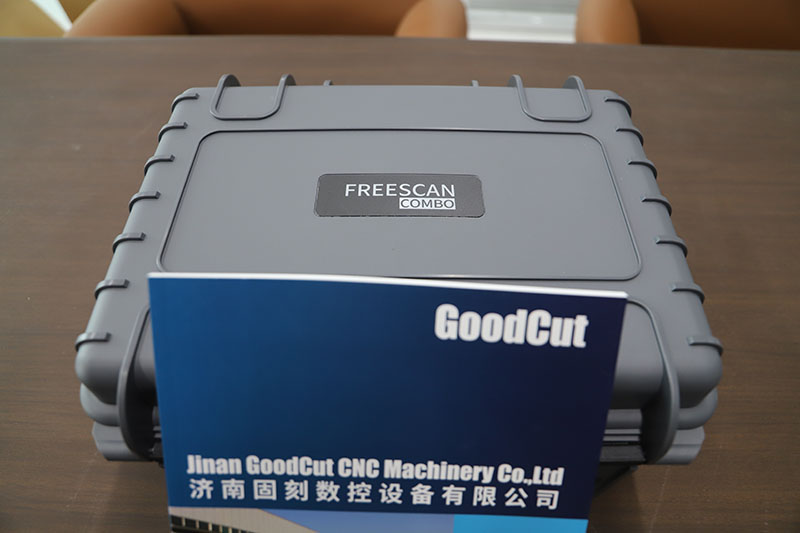 FREESCAN
COMBO
GoodCut
Jinan GoodCut CNC Machinery Co.,Ltd
济南固刻数控设备有限公司